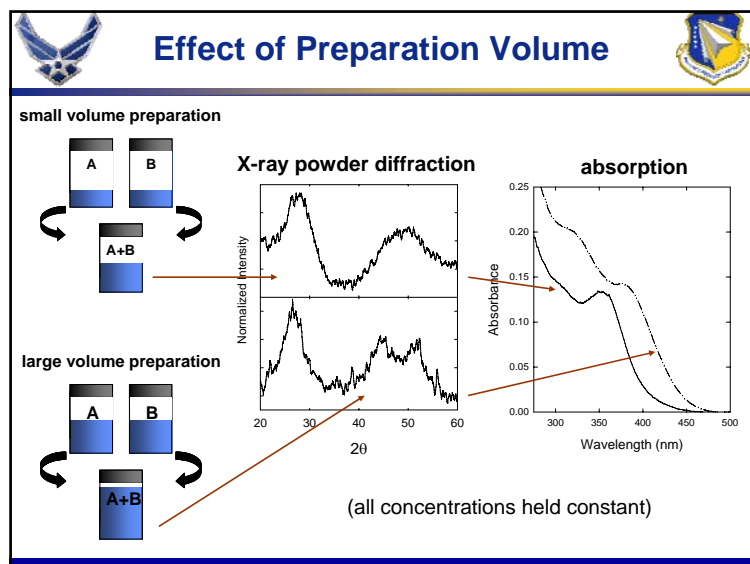 Effect of Preparation Volume
small volume preparation
A
B
A+B
large volume preparation
A
B
A+B
X-ray powder diffraction
Normalized Intensity
20
30
40
50
60
2θ
absorption
0.25
0.20
0.15
0.10
0.05
0.00
Absorbance
300
350
400
450
500
Wavelength (nm)
(all concentrations held constant)